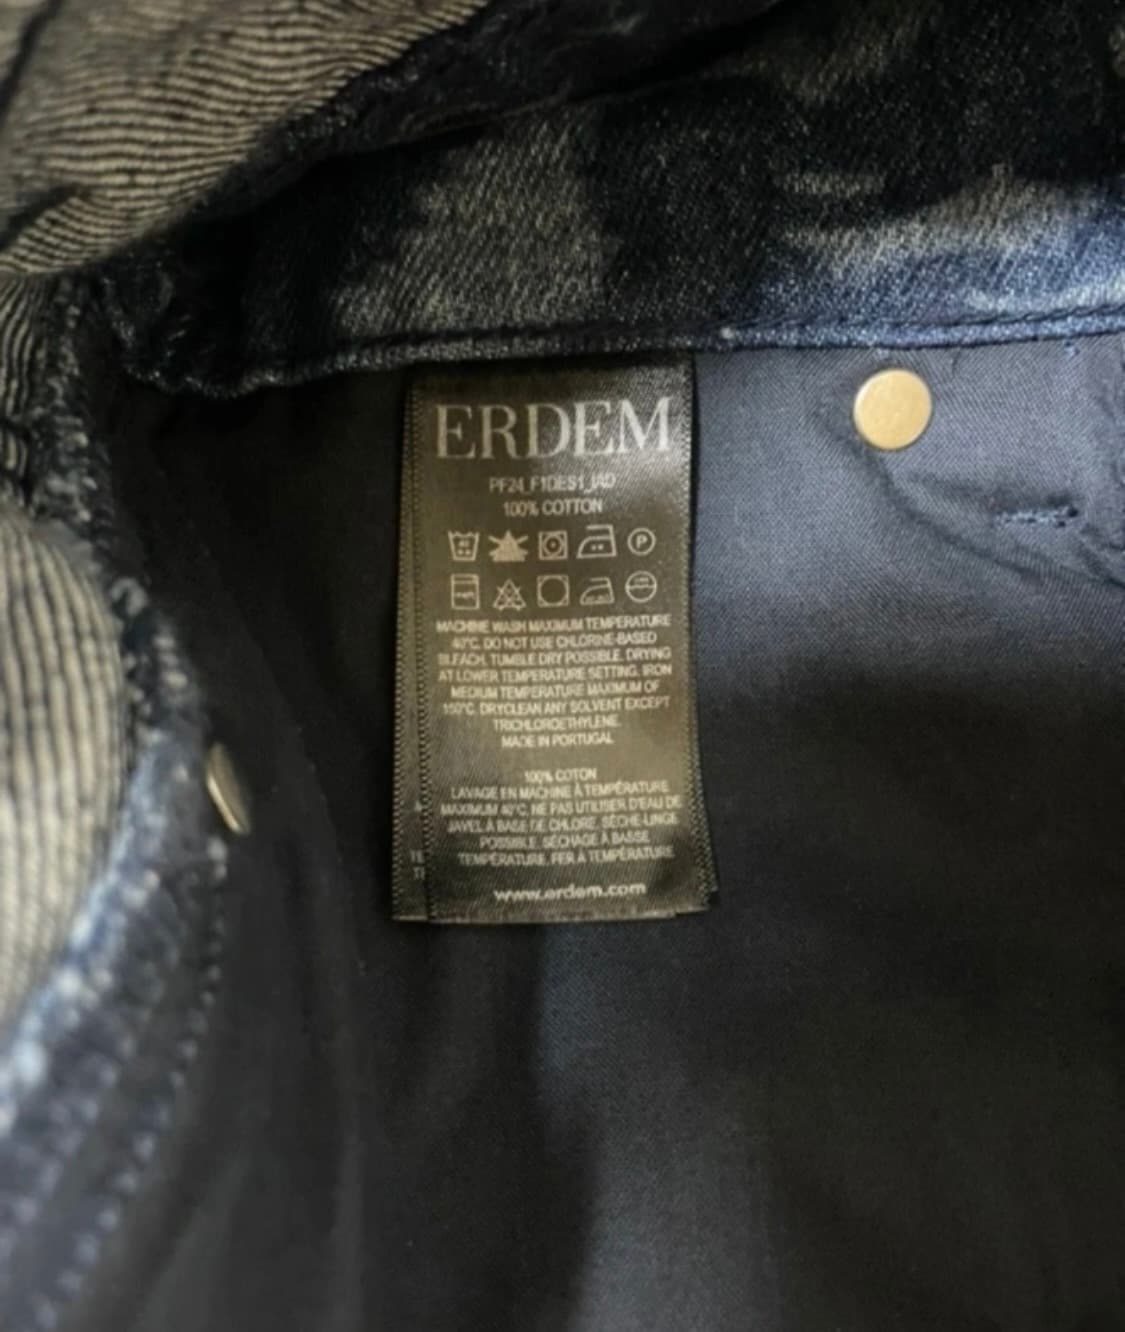 ERDEM
100% COTTON
P
MACHINE WASH MAXIMUM TEMPERATURE
40°C. DO NOT USE CHLORINE-BASED
BLEACH. TUMBLE DRY POSSIBLE. DRYING
AT LOWER TEMPERATURE SETTING. IRON
MEDIUM TEMPERATURE MAXIMUM OF
150°C. DRYCLEAN ANY SOLVENT EXCEPT
TRICHLOROETHYLENE.
MADE IN PORTUGAL
100% COTON
LAVAGE EN MACHINE À TEMPÉRATURE
MAXIMUM 40°C. NE PAS UTILISER D'EAU DE
JAVEL À BASE DE CHLORE. SÈCHE-LINGE
POSSIBLE. SÉCHAGE À BASSE
TEMPÉRATURE. FER À TEMPÉRATURE
www.erdem.com